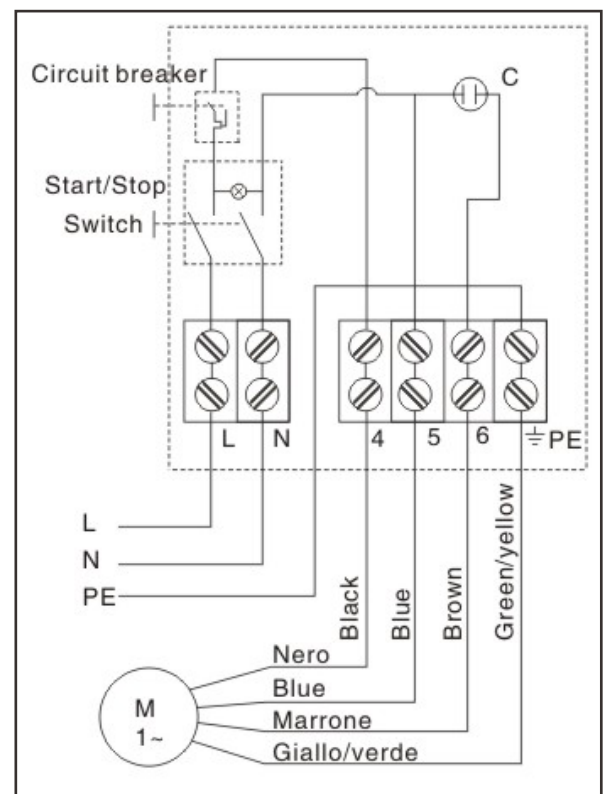 Circuit breaker
C
Start/Stop
Switch
L N 4 5 6 ⏚PE
L
N
PE
Black
Blue
Brown
Green/yellow
Nero
Blue
Marrone
Giallo/verde
M
1~